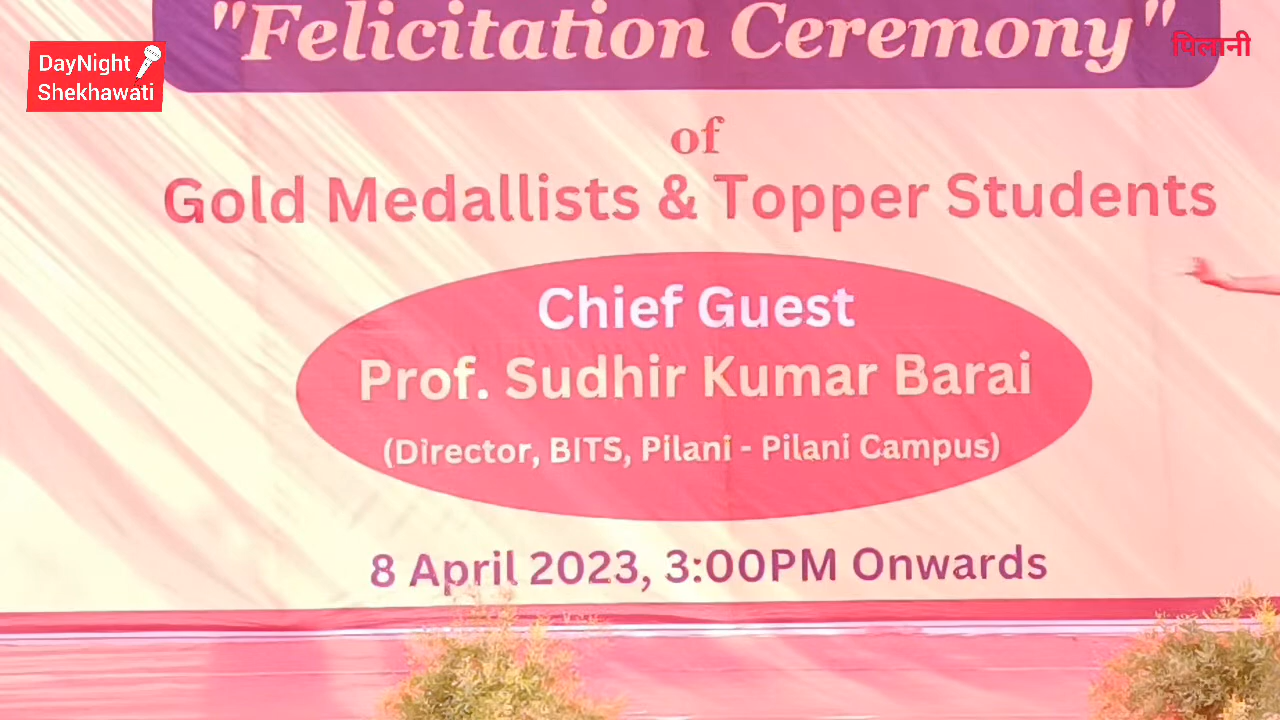 "Felicitation Ceremony"
पिलानी
DayNight
Shekhawati
of
Gold Medallists & Topper Students
Chief Guest
Prof. Sudhir Kumar Barai
(Director, BITS, Pilani - Pilani Campus)
8 April 2023, 3:00PM Onwards